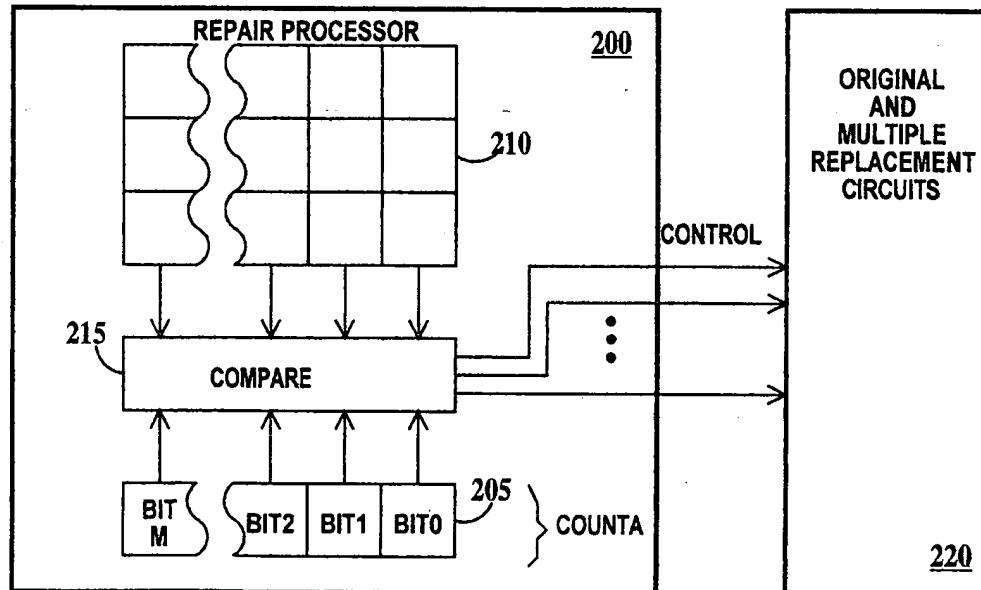 REPAIR PROCESSOR
200
210
ORIGINAL
AND
MULTIPLE
REPLACEMENT
CIRCUITS
CONTROL
215
COMPARE
BIT
M
BIT2
BIT1
BIT0
205
COUNTA
220